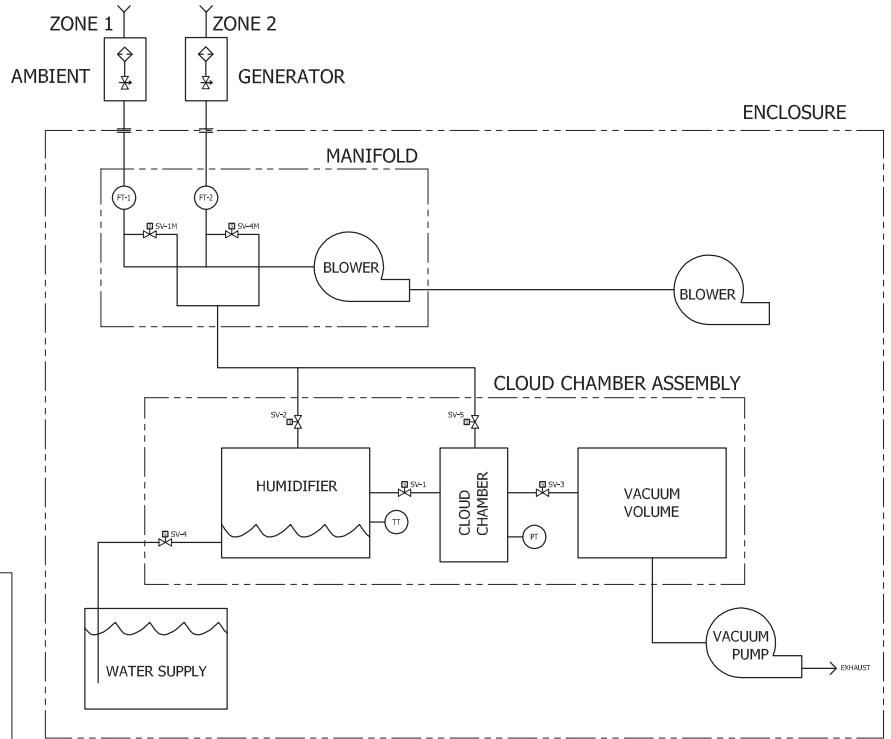 ZONE 1
ZONE 2
AMBIENT
GENERATOR
ENCLOSURE
MANIFOLD
FT-1
FT-2
S
SV-1M
S
SV-4M
BLOWER
BLOWER
CLOUD CHAMBER ASSEMBLY
SV-2
S
SV-5
S
HUMIDIFIER
S
SV-1
CLOUD
CHAMBER
S
SV-3
VACUUM
VOLUME
TT
PT
S
SV-4
WATER SUPPLY
VACUUM
PUMP
EXHAUST